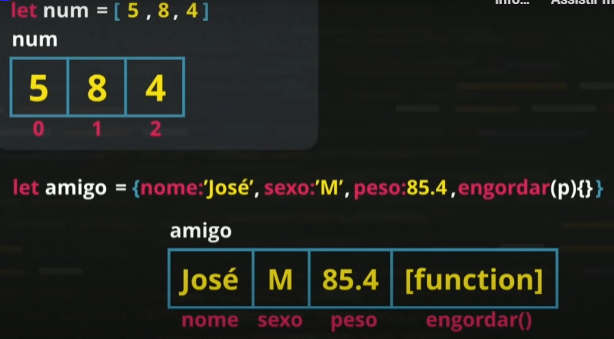 let num = [ 5 , 8, 4 ]
num
5 8 4
0 1 2
let amigo = {nome:’José’, sexo:’M’, peso:85.4 ,engordar(p){} }
amigo
José M 85.4 [function]
nome sexo peso engordar()